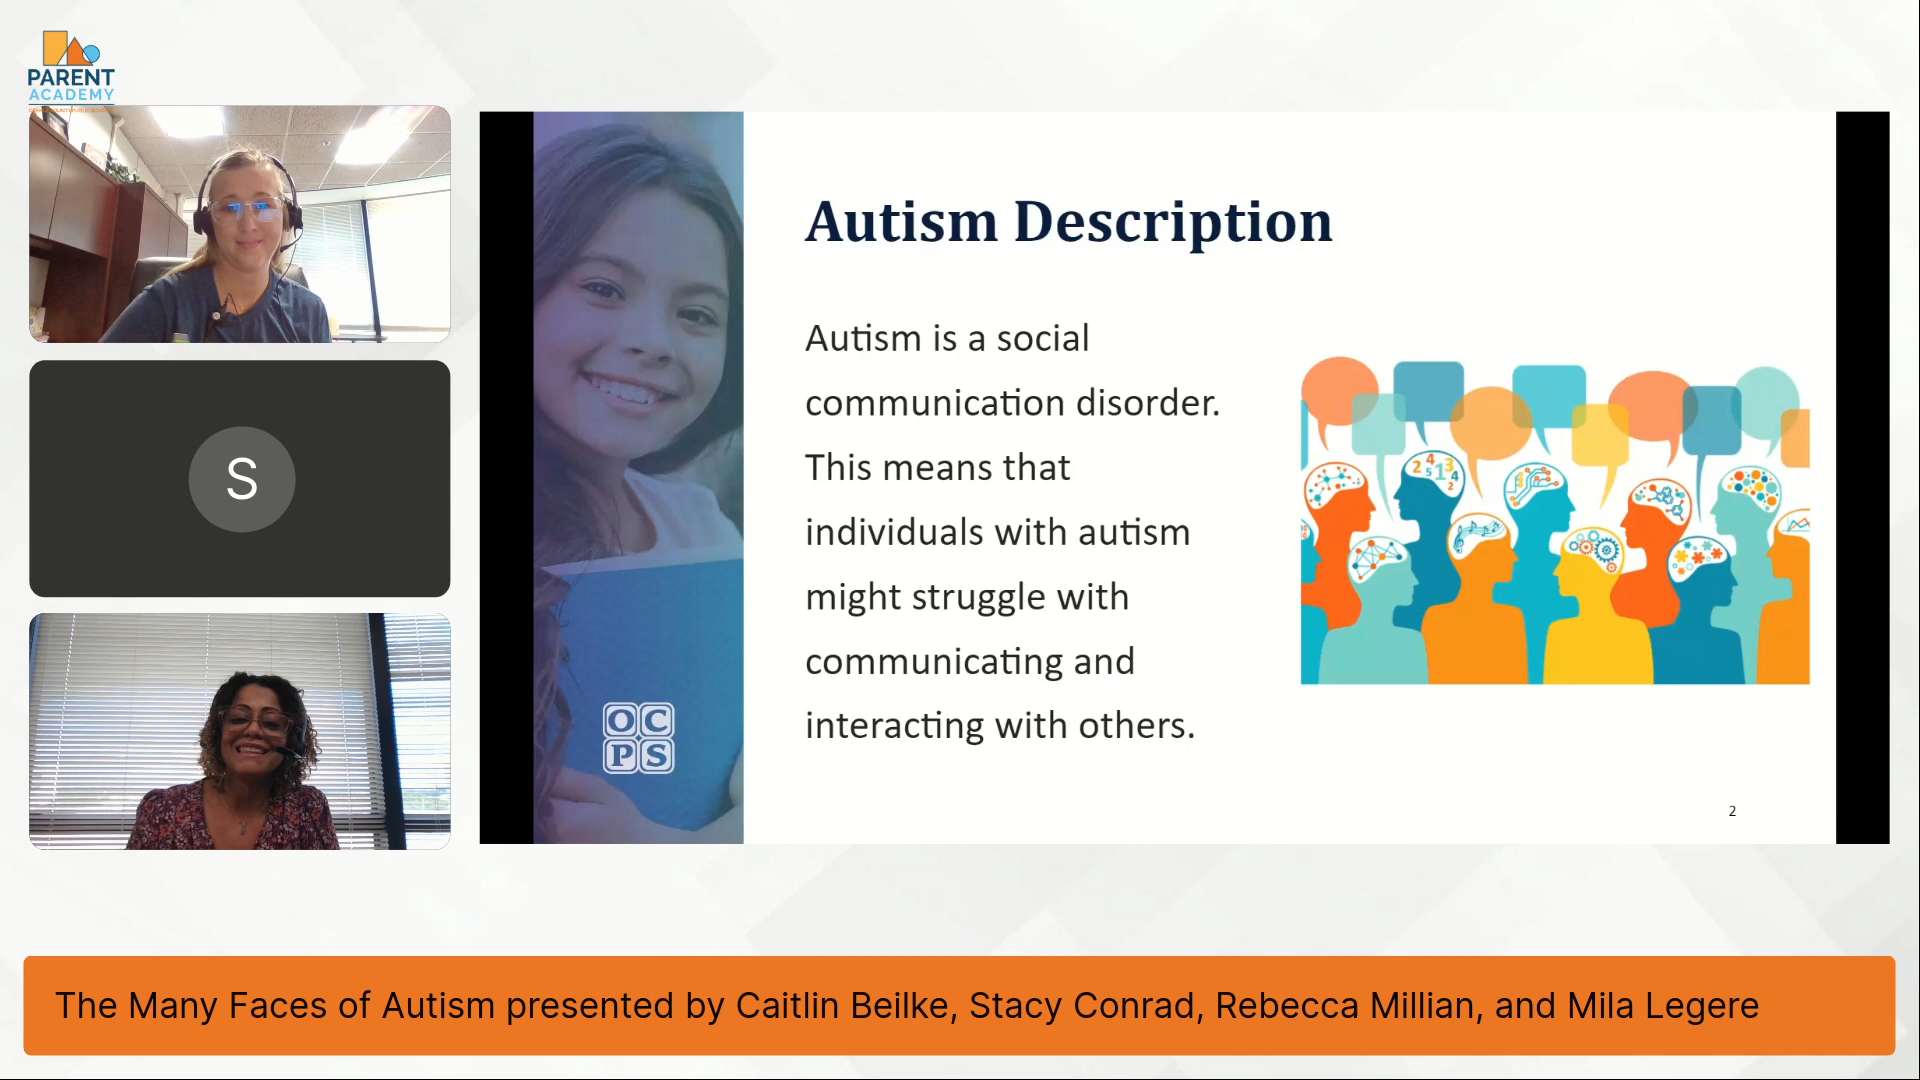 PARENT
ACADEMY
S
Autism Description
Autism is a social
communication disorder.
This means that
individuals with autism
might struggle with
communicating and
interacting with others.
OC
PS
2
The Many Faces of Autism presented by Caitlin Beilke, Stacy Conrad, Rebecca Millian, and Mila Legere